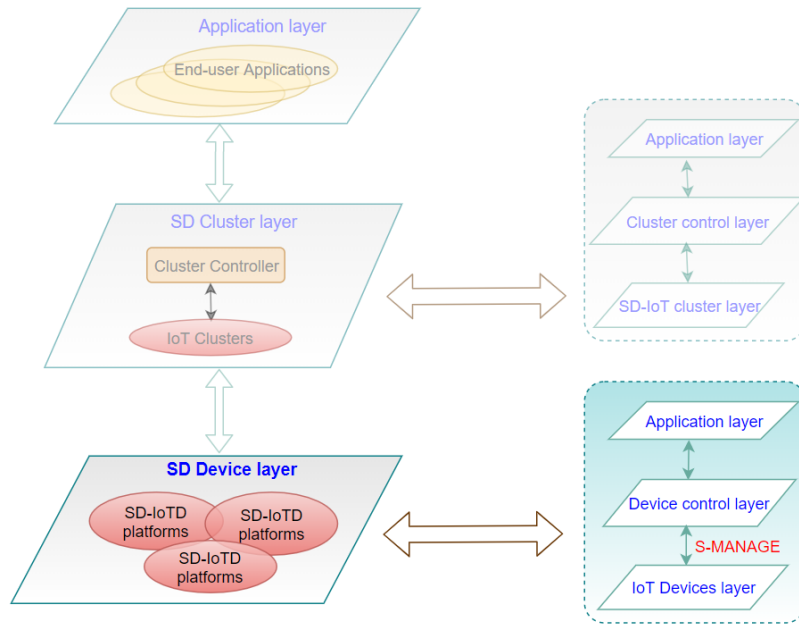 Application layer
End-user Applications
SD Cluster layer
Cluster Controller
IoT Clusters
SD Device layer
SD-IoTD
platforms
SD-IoTD
platforms
SD-IoTD
platforms
Application layer
Cluster control layer
SD-IoT cluster layer
Application layer
Device control layer
S-MANAGE
IoT Devices layer